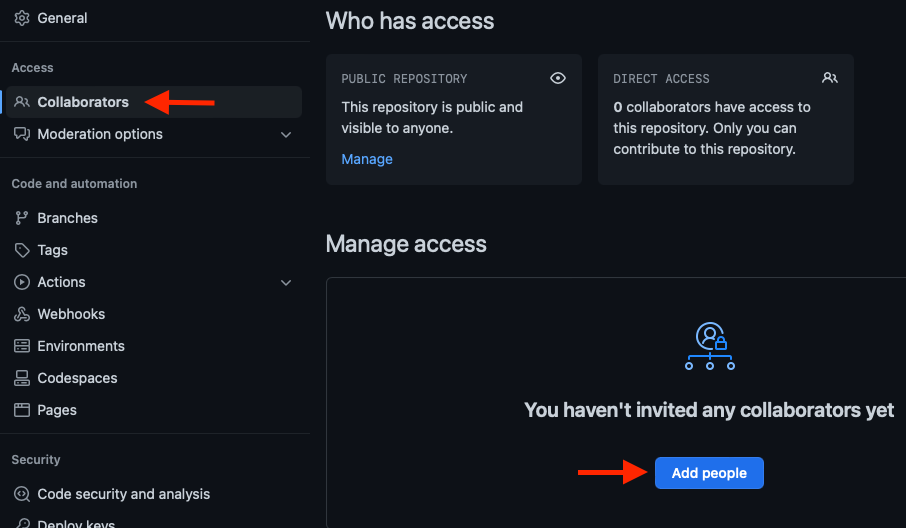 General
Access
Collaborators
Moderation options
Code and automation
Branches
Tags
Actions
Webhooks
Environments
Codespaces
Pages
Security
Code security and analysis
Deploy keys
Who has access
PUBLIC REPOSITORY
This repository is public and
visible to anyone.
Manage
DIRECT ACCESS
0 collaborators have access to
this repository. Only you can
contribute to this repository.
Manage access
You haven't invited any collaborators yet
Add people